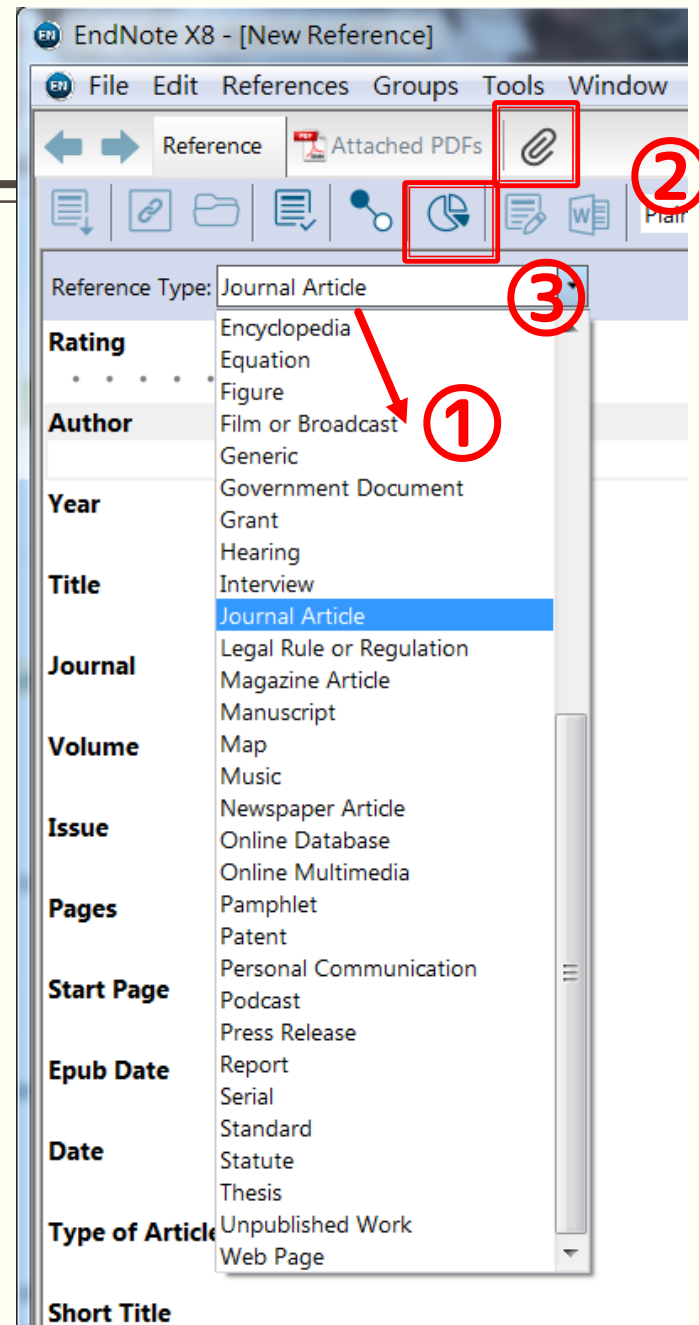 EndNote X8 - [New Reference]
File Edit References Groups Tools Window
Reference Attached PDFs
②
Plain
Reference Type: Journal Article
③
Rating
Encyclopedia
Equation
Figure
Author
Film or Broadcast
①
Generic
Year
Government Document
Grant
Hearing
Title
Interview
Journal Article
Legal Rule or Regulation
Journal
Magazine Article
Manuscript
Volume
Map
Music
Newspaper Article
Issue
Online Database
Online Multimedia
Pages
Pamphlet
Patent
Personal Communication
Start Page
Podcast
Press Release
Epub Date
Report
Serial
Standard
Date
Statute
Thesis
Type of Article
Unpublished Work
Web Page
Short Title